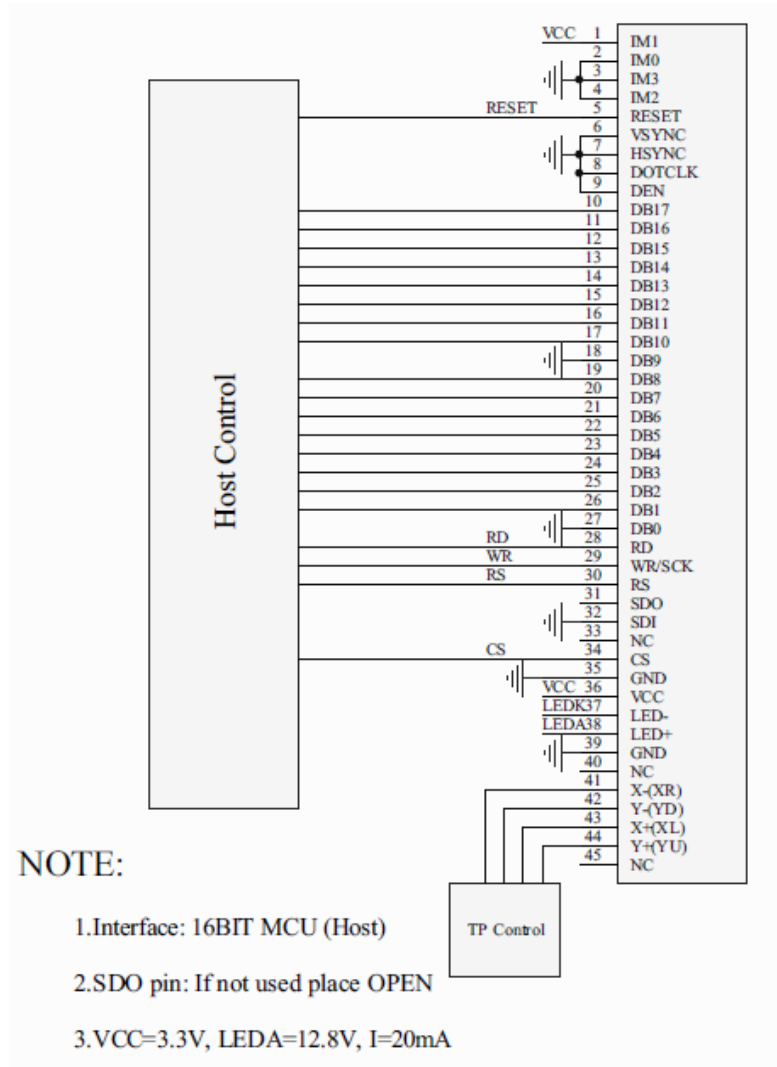 VCC 1 IM1
2 IM0
3 IM3
4 IM2
RESET 5 RESET
6 VSYNC
7 HSYNC
8 DOTCLK
9 DEN
10 DB17
11 DB16
12 DB15
13 DB14
14 DB13
15 DB12
16 DB11
17 DB10
18 DB9
19 DB8
20 DB7
21 DB6
22 DB5
23 DB4
24 DB3
25 DB2
26 DB1
27 DB0
RD 28 RD
WR 29 WR/SCK
RS 30 RS
31 SDO
32 SDI
33 NC
CS 34 CS
35 GND
VCC 36 VCC
LEDK37 LED-
LEDA38 LED+
39 GND
40 NC
41 X-(XR)
42 Y-(YD)
43 X+(XL)
44 Y+(YU)
45 NC
Host Control
TP Control
NOTE:
1.Interface: 16BIT MCU (Host)
2.SDO pin: If not used place OPEN
3.VCC=3.3V, LEDA=12.8V, I=20mA